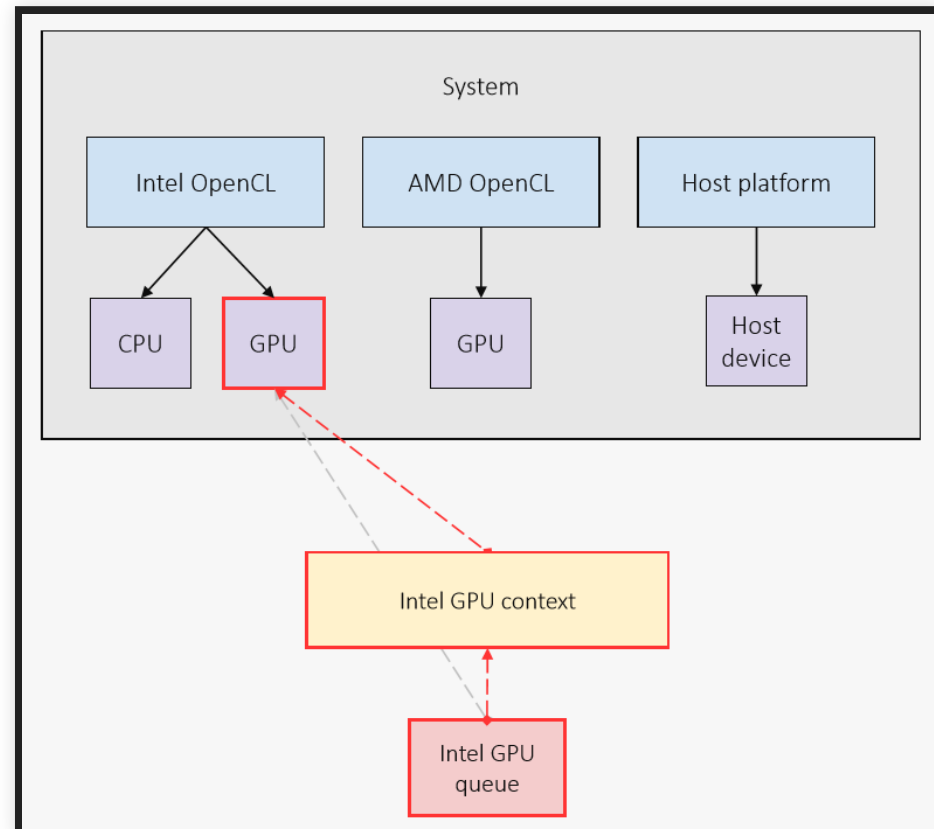 System
Intel OpenCL
AMD OpenCL
Host platform
CPU
GPU
GPU
Host
device
Intel GPU context
Intel GPU
queue